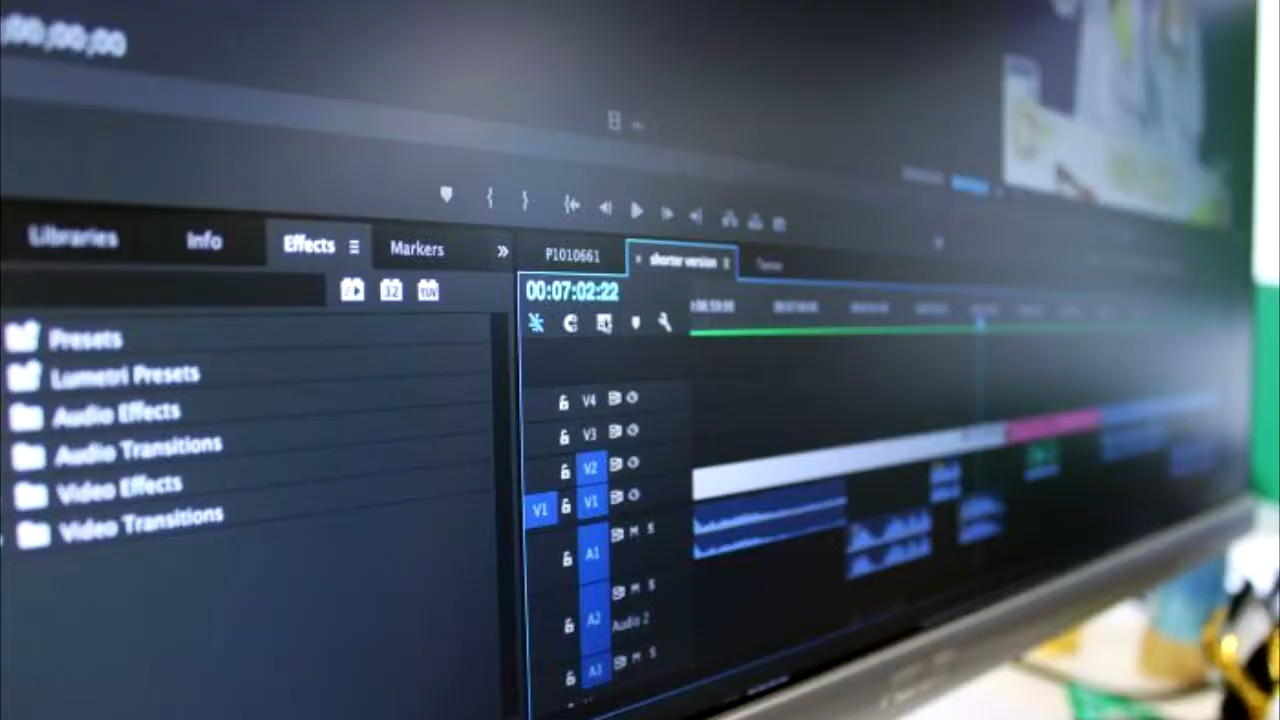 ;00;00;00
Libraries
Info
Effects
Markers
P1010661
shorter version
00:07:02:22
Presets
Lumetri Presets
Audio Effects
Audio Transitions
Video Effects
Video Transitions
V4
V3
V2
V1 V1
M S
A1
M S
A2
Audio 2
M S
A3